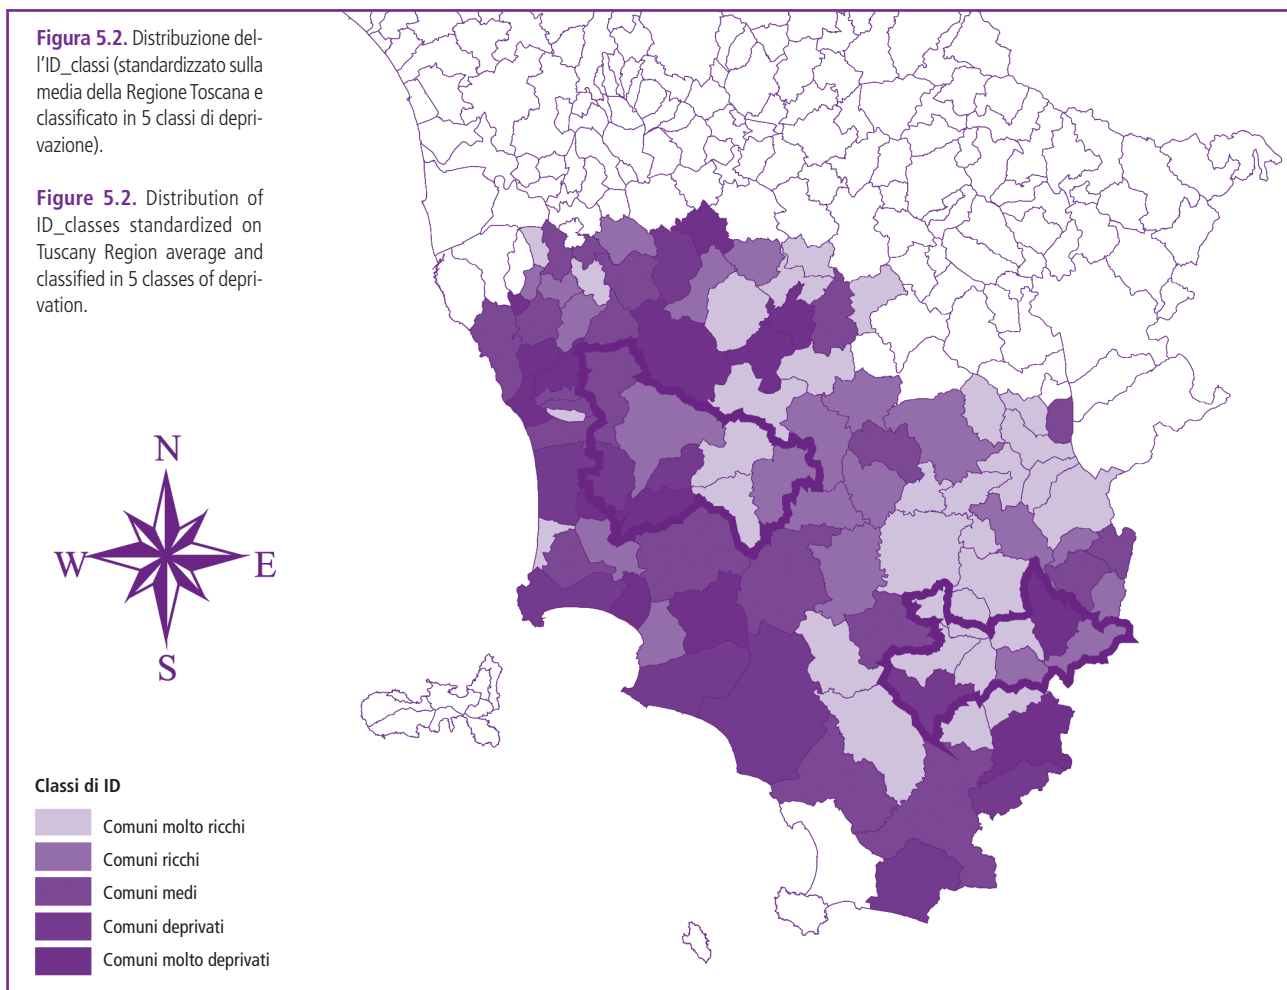 Figura 5.2. Distribuzione del-
l'ID_classi (standardizzato sulla
media della Regione Toscana e
classificato in 5 classi di depri-
vazione).
Figure 5.2. Distribution of
ID_classes standardized on
Tuscany Region average and
classified in 5 classes of depri-
vation.
N
W
E
S
Classi di ID
Comuni molto ricchi
Comuni ricchi
Comuni medi
Comuni deprivati
Comuni molto deprivati